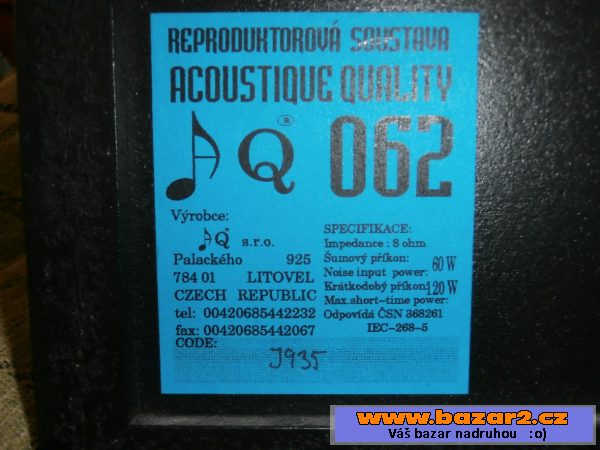 REPRODUKTOROVÁ SOUSTAVA
ACOUSTIQUE QUALITY
AQ ® 062
Výrobce:
AQ s.r.o.
Palackého 925
784 01 LITOVEL
CZECH REPUBLIC
tel: 00420685442232
fax: 00420685442067
CODE:
J935
SPECIFIKACE:
Impedance : 8 ohm
Šumový příkon:
Noise input power: 60 W
Krátkodobý příkon: 120 W
Max.short-time power:
Odpovídá ČSN 368261
IEC-268-5
www.bazar2.cz
Váš bazar nadruhou :o)